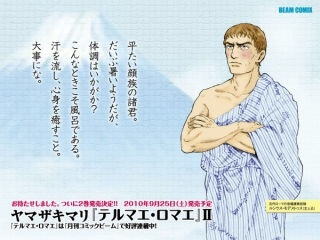 BEAM COMIX
平たい顔族の諸君。
だいぶ暑いようだが、
体調はいかがか?
こんなときこそ風呂である。
汗を流し、心身を癒すこと。
大事にな。
お待たせしました。ついに2巻発売決定!! 2010年9月25日(土)発売予定
ヤマザキマリ『テルマエ・ロマエ』II
『テルマエ・ロマエ』は「月刊コミックビーム」で好評連載中!